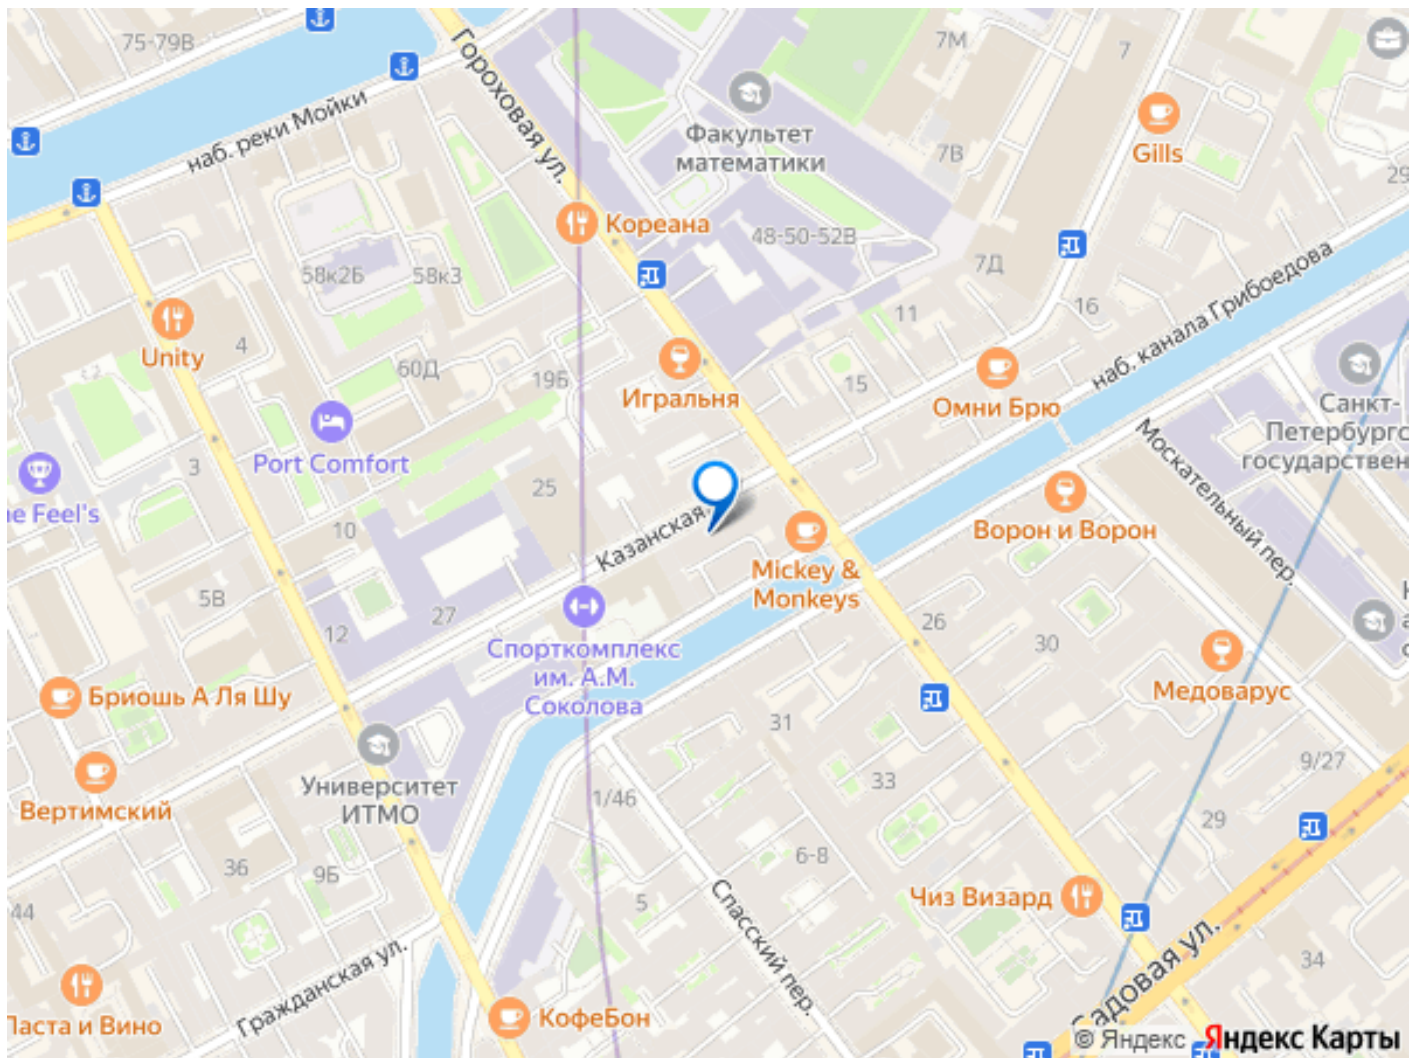 75-79В
7М
7
Гороховая ул.
наб. реки Мойки
Факультет
математики
7В
Gills
29
Кореана
48-50-52В
7Д
58к2Б
58к3
11
16
наб. канала Грибоедова
Unity
4
60Д
19Б
Игральня
15
Омни Брю
Санкт-
Петербургс
государствен
Москательный пер.
Port Comfort
3
25
ne Feel's
10
Казанская
Ворон и Ворон
Mickey &
Monkeys
5В
27
12
26
30
Спорткомплекс
им. А.М.
Соколова
Бриошь А Ля Шу
Медоварус
31
9/27
Университет
ИТМО
Вертимский
33
1/46
29
36
9Б
6-8
44
5
Чиз Визард
Спасский пер.
Гражданская ул.
Садовая ул.
34
Паста и Вино
КофеБон
© Яндекс Яндекс Карты